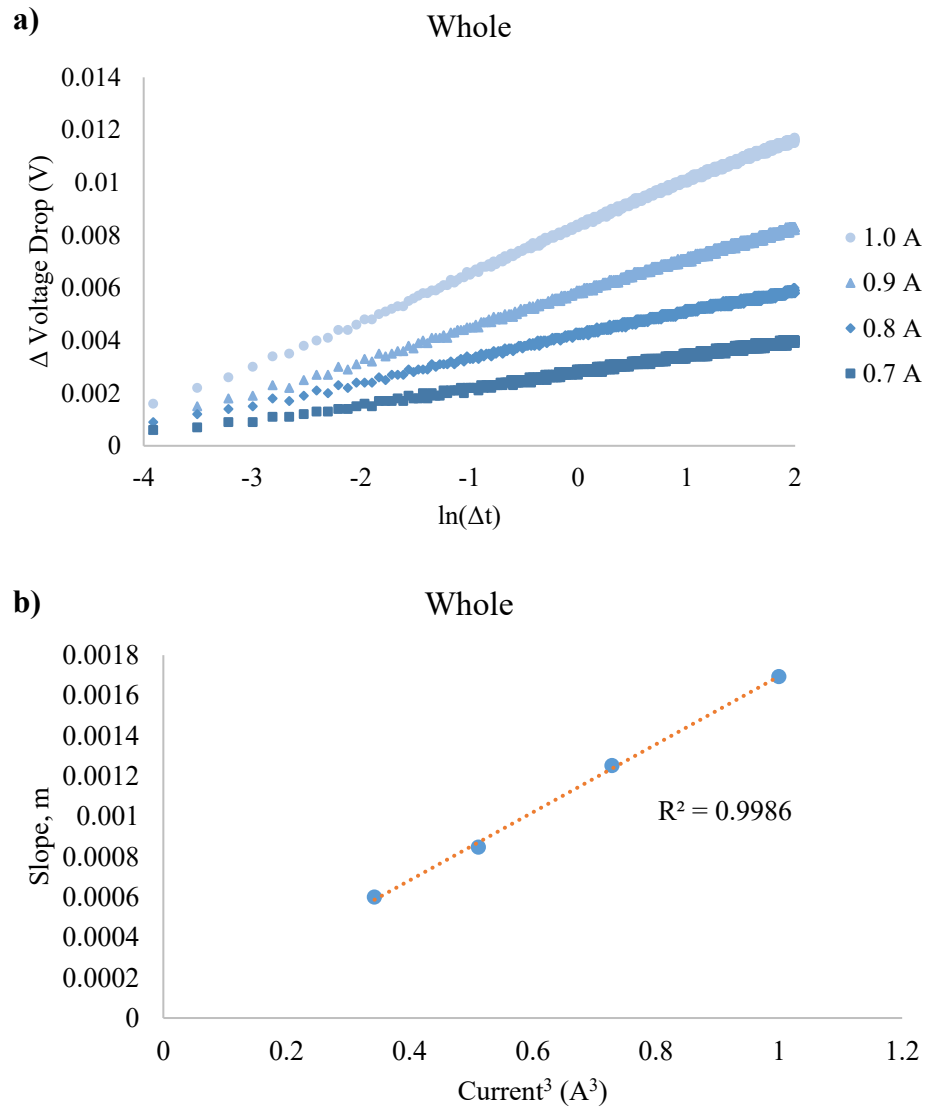 a)
Whole
0.014
0.012
0.01
0.008
0.006
0.004
0.002
0
Δ Voltage Drop (V)
-4 -3 -2 -1 0 1 2
ln(Δt)
1.0 A
0.9 A
0.8 A
0.7 A
b)
Whole
0.0018
0.0016
0.0014
0.0012
0.001
0.0008
0.0006
0.0004
0.0002
0
Slope, m
R² = 0.9986
0 0.2 0.4 0.6 0.8 1 1.2
Current³ (A³)